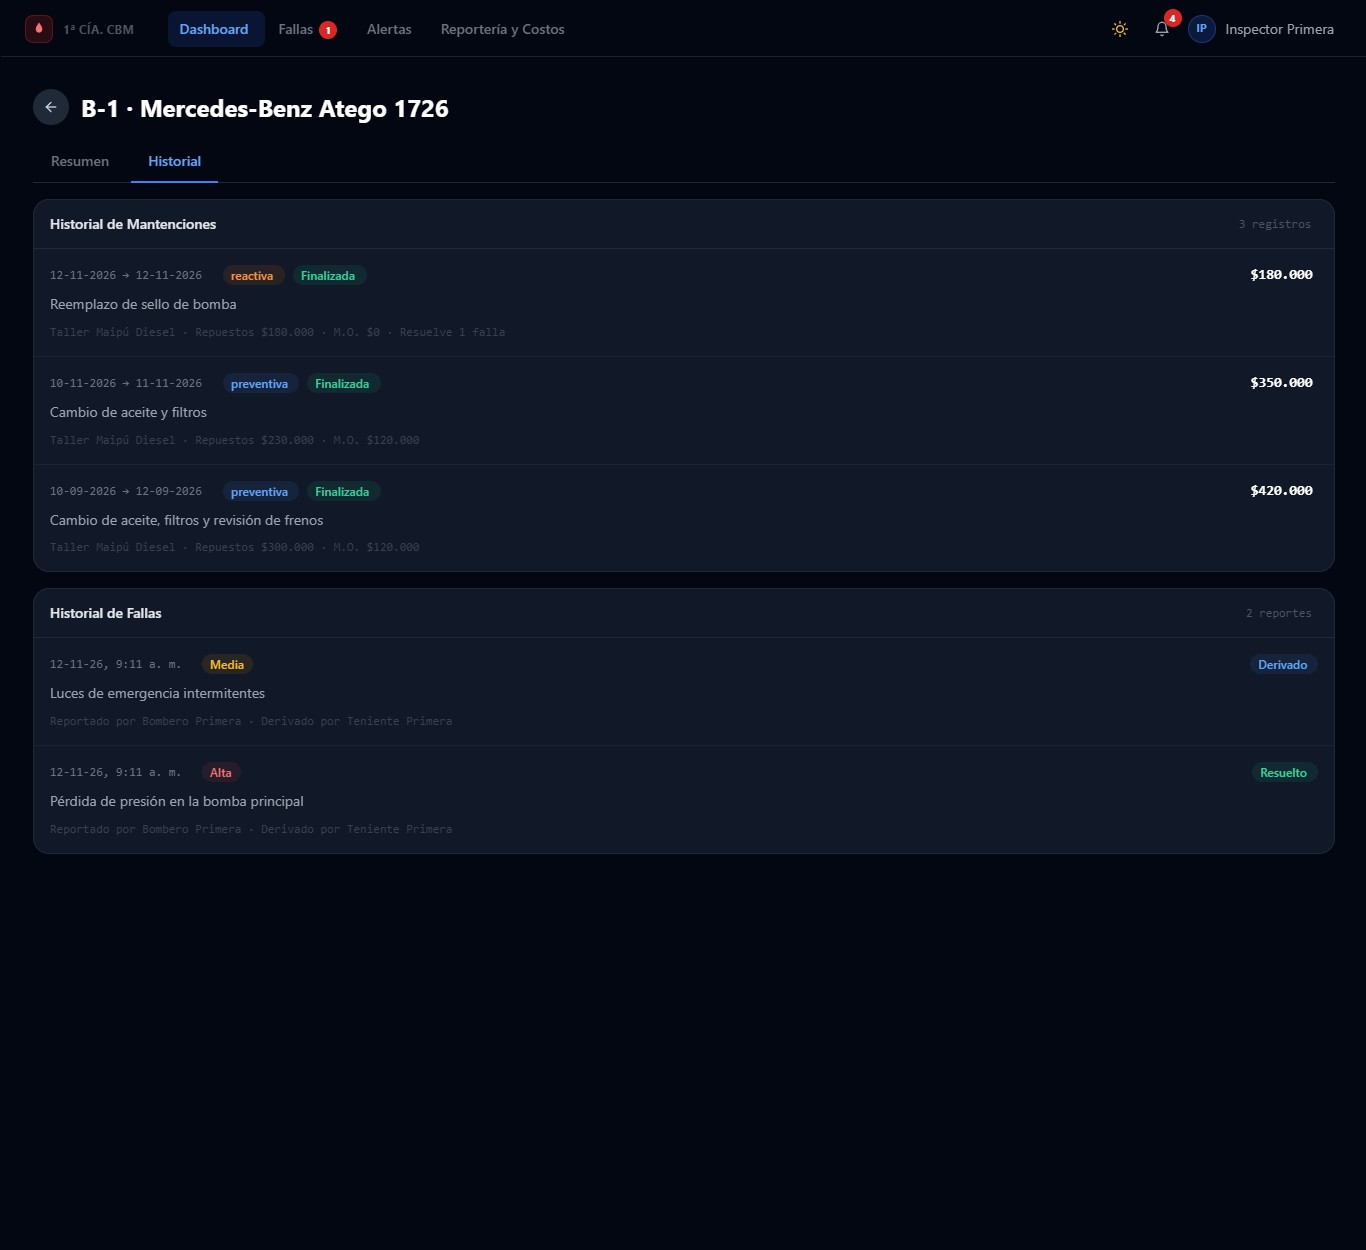 1ª CÍA. CBM Dashboard Fallas 1 Alertas Reportería y Costos 4 IP Inspector Primera
B-1 · Mercedes-Benz Atego 1726
Resumen Historial
Historial de Mantenciones 3 registros
12-11-2026 → 12-11-2026 reactiva Finalizada $180.000
Reemplazo de sello de bomba
Taller Maipú Diesel · Repuestos $180.000 · M.O. $0 · Resuelve 1 falla
10-11-2026 → 11-11-2026 preventiva Finalizada $350.000
Cambio de aceite y filtros
Taller Maipú Diesel · Repuestos $230.000 · M.O. $120.000
10-09-2026 → 12-09-2026 preventiva Finalizada $420.000
Cambio de aceite, filtros y revisión de frenos
Taller Maipú Diesel · Repuestos $300.000 · M.O. $120.000
Historial de Fallas 2 reportes
12-11-26, 9:11 a. m. Media Derivado
Luces de emergencia intermitentes
Reportado por Bombero Primera · Derivado por Teniente Primera
12-11-26, 9:11 a. m. Alta Resuelto
Pérdida de presión en la bomba principal
Reportado por Bombero Primera · Derivado por Teniente Primera